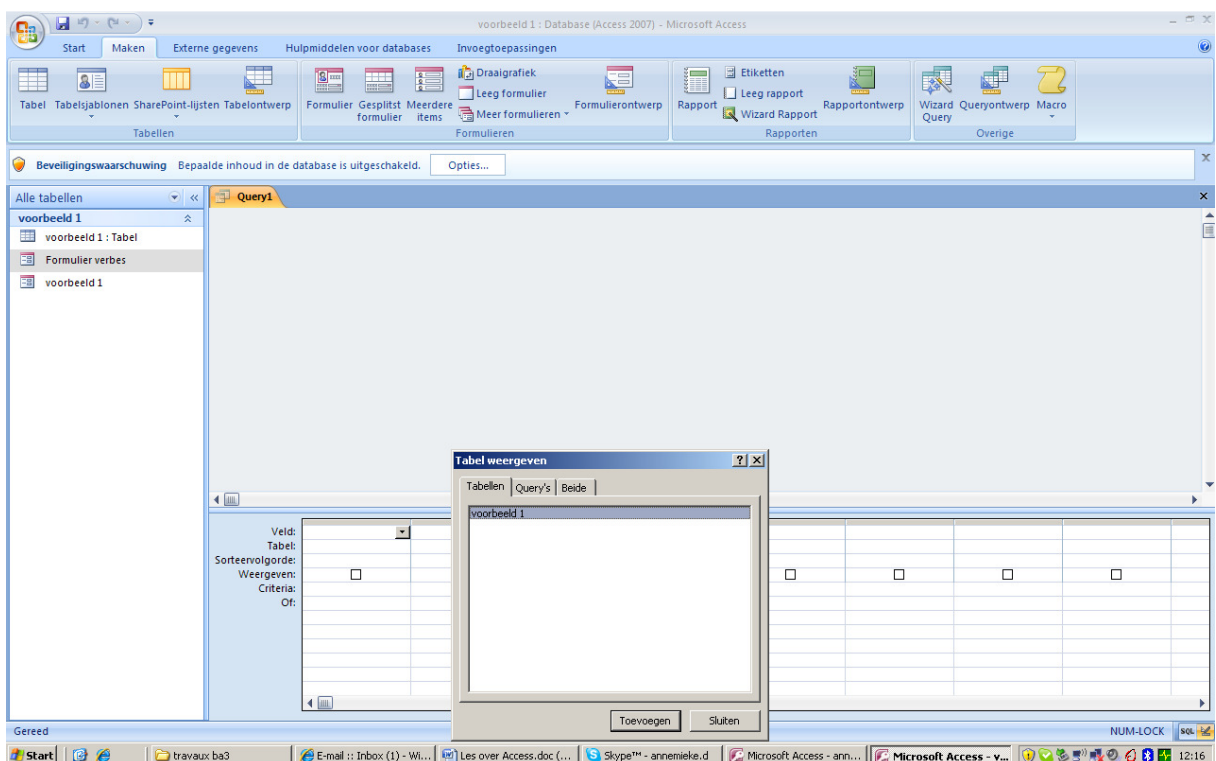 voorbeeld 1 : Database (Access 2007) - Microsoft Access
Start Maken Externe gegevens Hulpmiddelen voor databases Invoegtoepassingen
Tabel Tabelsjablonen SharePoint-lijsten Tabelontwerp
Tabellen
Formulier Gesplitst formulier Meerdere items
Draaigrafiek
Leeg formulier
Meer formulieren
Formulierontwerp
Formulieren
Rapport
Etiketten
Leeg rapport
Wizard Rapport
Rapportontwerp
Rapporten
Wizard Query Queryontwerp Macro
Overige
Beveiligingswaarschuwing Bepaalde inhoud in de database is uitgeschakeld. Opties...
Alle tabellen
voorbeeld 1
voorbeeld 1 : Tabel
Formulier verbes
voorbeeld 1
Query1
Veld:
Tabel:
Sorteervolgorde:
Weergeven:
Criteria:
Of:
Tabel weergeven
Tabellen Query's Beide
voorbeeld 1
Toevoegen Sluiten
Gereed NUM-LOCK SQL
Start travaux ba3 E-mail :: Inbox (1) - Wi... Les over Access.doc (... Skype™ - annemieke.d Microsoft Access - ann... Microsoft Access - v... 12:16